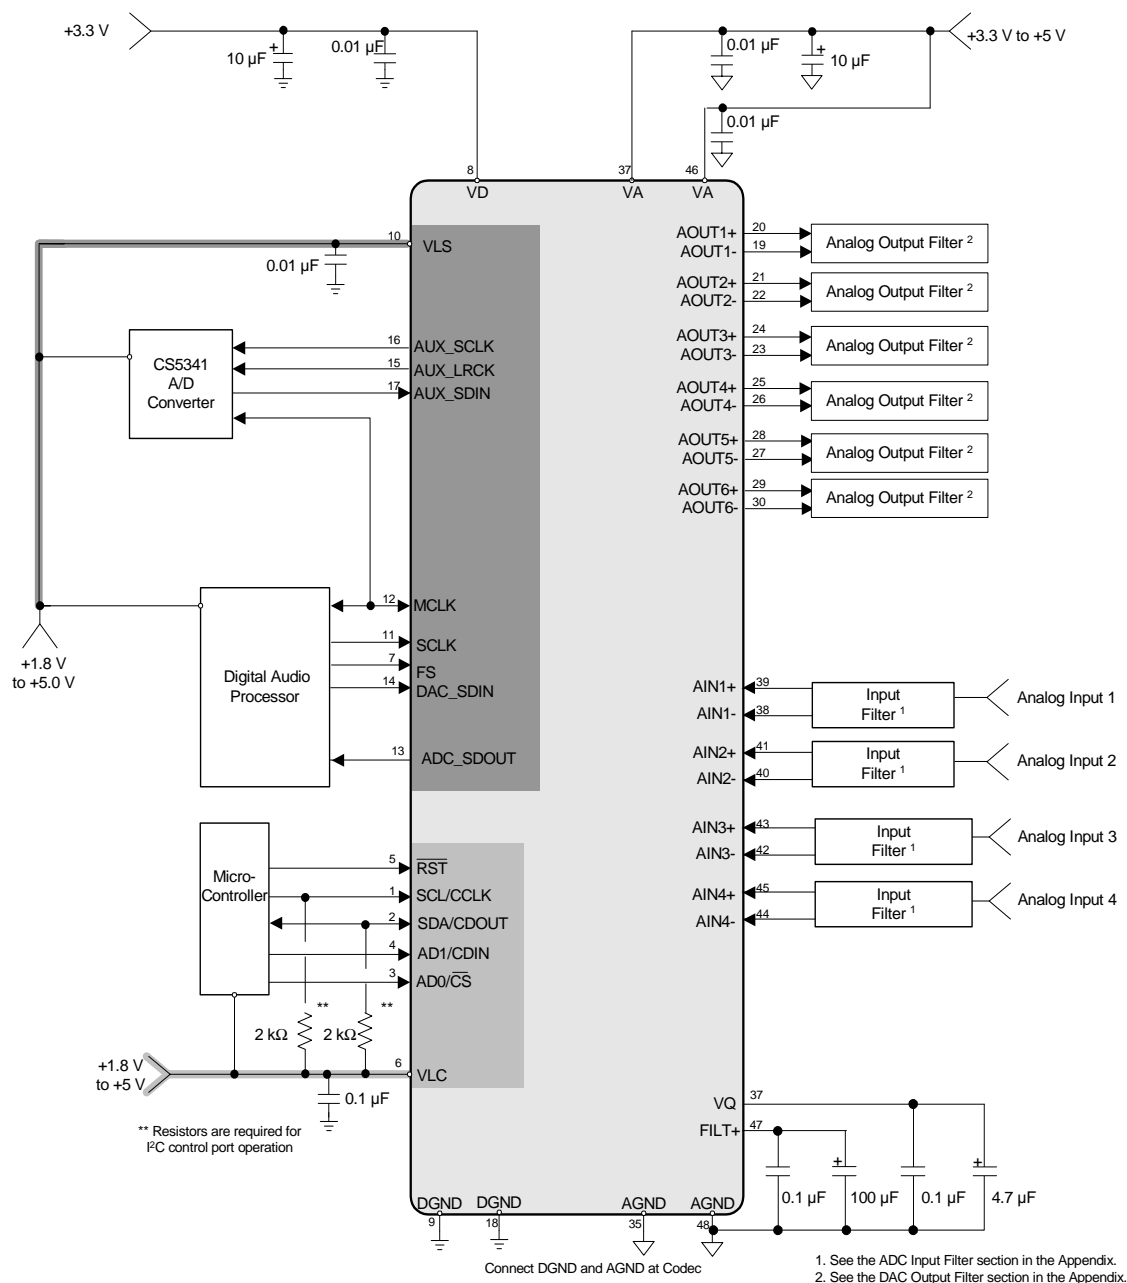 +3.3 V
10 µF
+
0.01 µF
0.01 µF
+
10 µF
+3.3 V to +5 V
0.01 µF
8
VD
37
VA
46
VA
10
VLS
0.01 µF
CS5341
A/D
Converter
16
AUX_SCLK
15
AUX_LRCK
17
AUX_SDIN
+1.8 V
to +5.0 V
Digital Audio
Processor
12
MCLK
11
SCLK
7
FS
14
DAC_SDIN
13
ADC_SDOUT
Micro-
Controller
5
RST
1
SCL/CCLK
2
SDA/CDOUT
4
AD1/CDIN
3
AD0/CS
**
**
2 kΩ
2 kΩ
+1.8 V
to +5 V
6
VLC
0.1 µF
** Resistors are required for
I²C control port operation
AOUT1+
20
AOUT1-
19
Analog Output Filter ²
AOUT2+
21
AOUT2-
22
Analog Output Filter ²
AOUT3+
24
AOUT3-
23
Analog Output Filter ²
AOUT4+
25
AOUT4-
26
Analog Output Filter ²
AOUT5+
28
AOUT5-
27
Analog Output Filter ²
AOUT6+
29
AOUT6-
30
Analog Output Filter ²
AIN1+
39
AIN1-
38
Input
Filter ¹
Analog Input 1
AIN2+
41
AIN2-
40
Input
Filter ¹
Analog Input 2
AIN3+
43
AIN3-
42
Input
Filter ¹
Analog Input 3
AIN4+
45
AIN4-
44
Input
Filter ¹
Analog Input 4
VQ
37
FILT+
47
+
+
0.1 µF
100 µF
0.1 µF
4.7 µF
DGND
9
DGND
18
AGND
35
AGND
48
Connect DGND and AGND at Codec
1. See the ADC Input Filter section in the Appendix.
2. See the DAC Output Filter section in the Appendix.